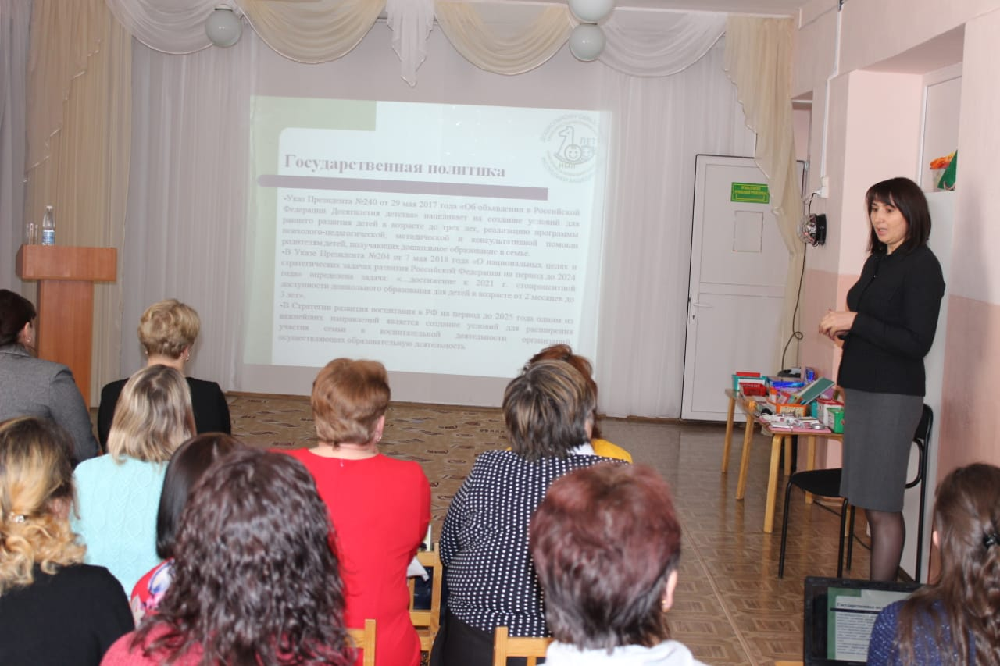 Государственная политика
•Указ Президента №240 от 29 мая 2017 года «Об объявлении в Российской
Федерации Десятилетия детства» нацеливает на создание условий для
раннего развития детей в возрасте до трех лет, реализацию программы
психолого-педагогической, методической и консультативной помощи
родителям детей, получающих дошкольное образование в семье.
•В Указе Президента №204 от 7 мая 2018 года «О национальных целях и
стратегических задачах развития Российской Федерации на период до 2024
года» определена задача: «…достижение к 2021 г. стопроцентной
доступности дошкольного образования для детей в возрасте от 2 месяцев до
3 лет».
•В Стратегии развития воспитания в РФ на период до 2025 года одним из
важнейших направлений является создание условий для расширения
участия семьи в воспитательной деятельности организаций,
осуществляющих образовательную деятельность
ЛЕТ
Государственная